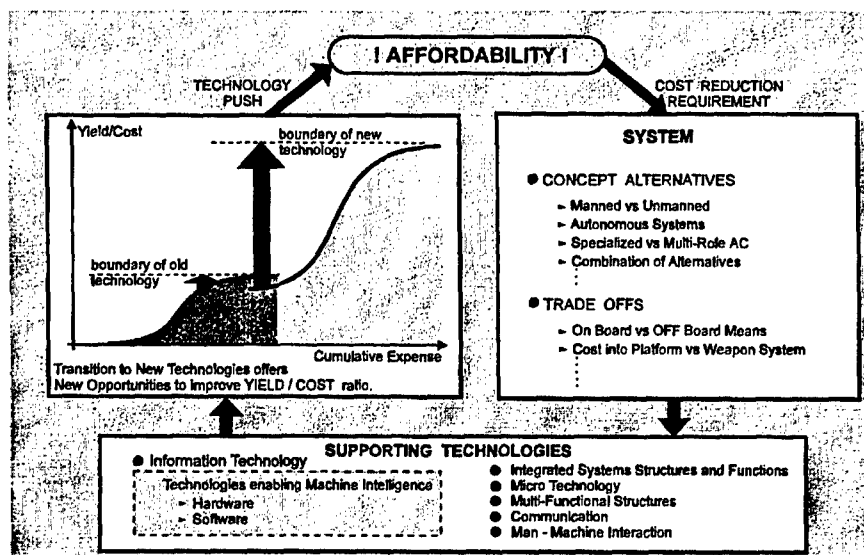 ! AFFORDABILITY !
TECHNOLOGY
PUSH
COST REDUCTION
REQUIREMENT
Yield/Cost
boundary of new
technology
boundary of old
technology
Cumulative Expense
Transition to New Technologies offers
New Opportunities to improve YIELD / COST ratio.
SYSTEM
● CONCEPT ALTERNATIVES
► Manned vs Unmanned
► Autonomous Systems
► Specialized vs Multi-Role AC
► Combination of Alternatives
● TRADE OFFS
► On Board vs OFF Board Means
► Cost into Platform vs Weapon System
SUPPORTING TECHNOLOGIES
● Information Technology
Technologies enabling Machine Intelligence
► Hardware
► Software
● Integrated Systems Structures and Functions
● Micro Technology
● Multi-Functional Structures
● Communication
● Man - Machine Interaction